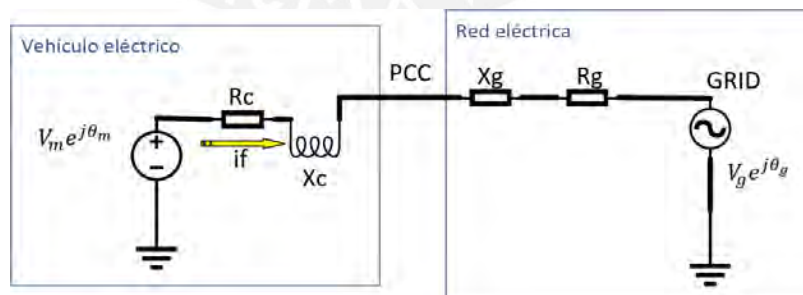 Vehículo eléctrico
Red eléctrica
Rc
PCC
Xg
Rg
GRID
V_m e^{jθ_m}
if
Xc
V_g e^{jθ_g}